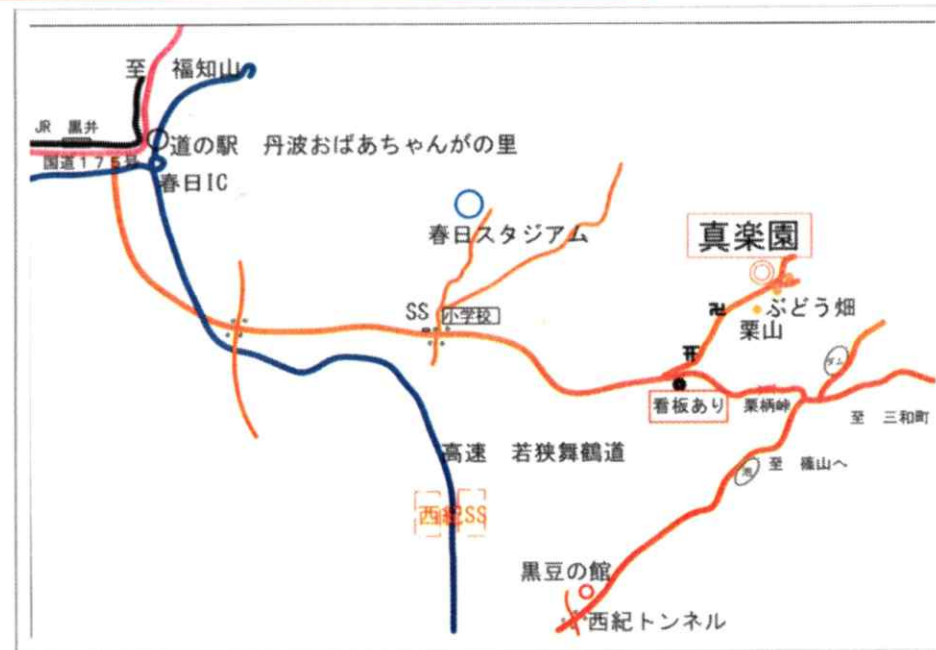 至 福知山
JR 黒井
道の駅 丹波おばあちゃんがの里
国道175号
春日IC
春日スタジアム
真楽園
SS
小学校
ぶどう畑
栗山
ダム
看板あり
栗柄峠
至 三和町
高速 若狭舞鶴道
至 篠山へ
西紀SS
黒豆の館
西紀トンネル